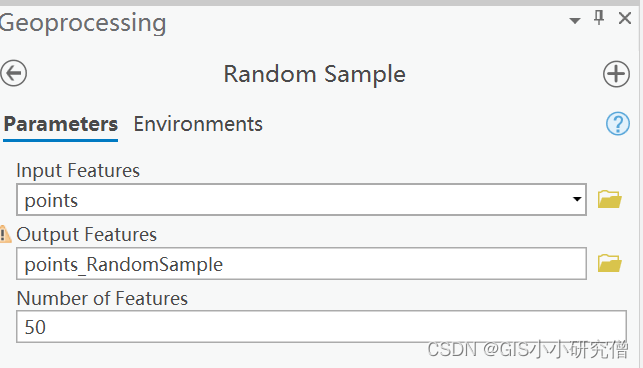 Geoprocessing
Random Sample
Parameters Environments
Input Features
points
Output Features
points_RandomSample
Number of Features
50
CSDN @GIS小小研究僧